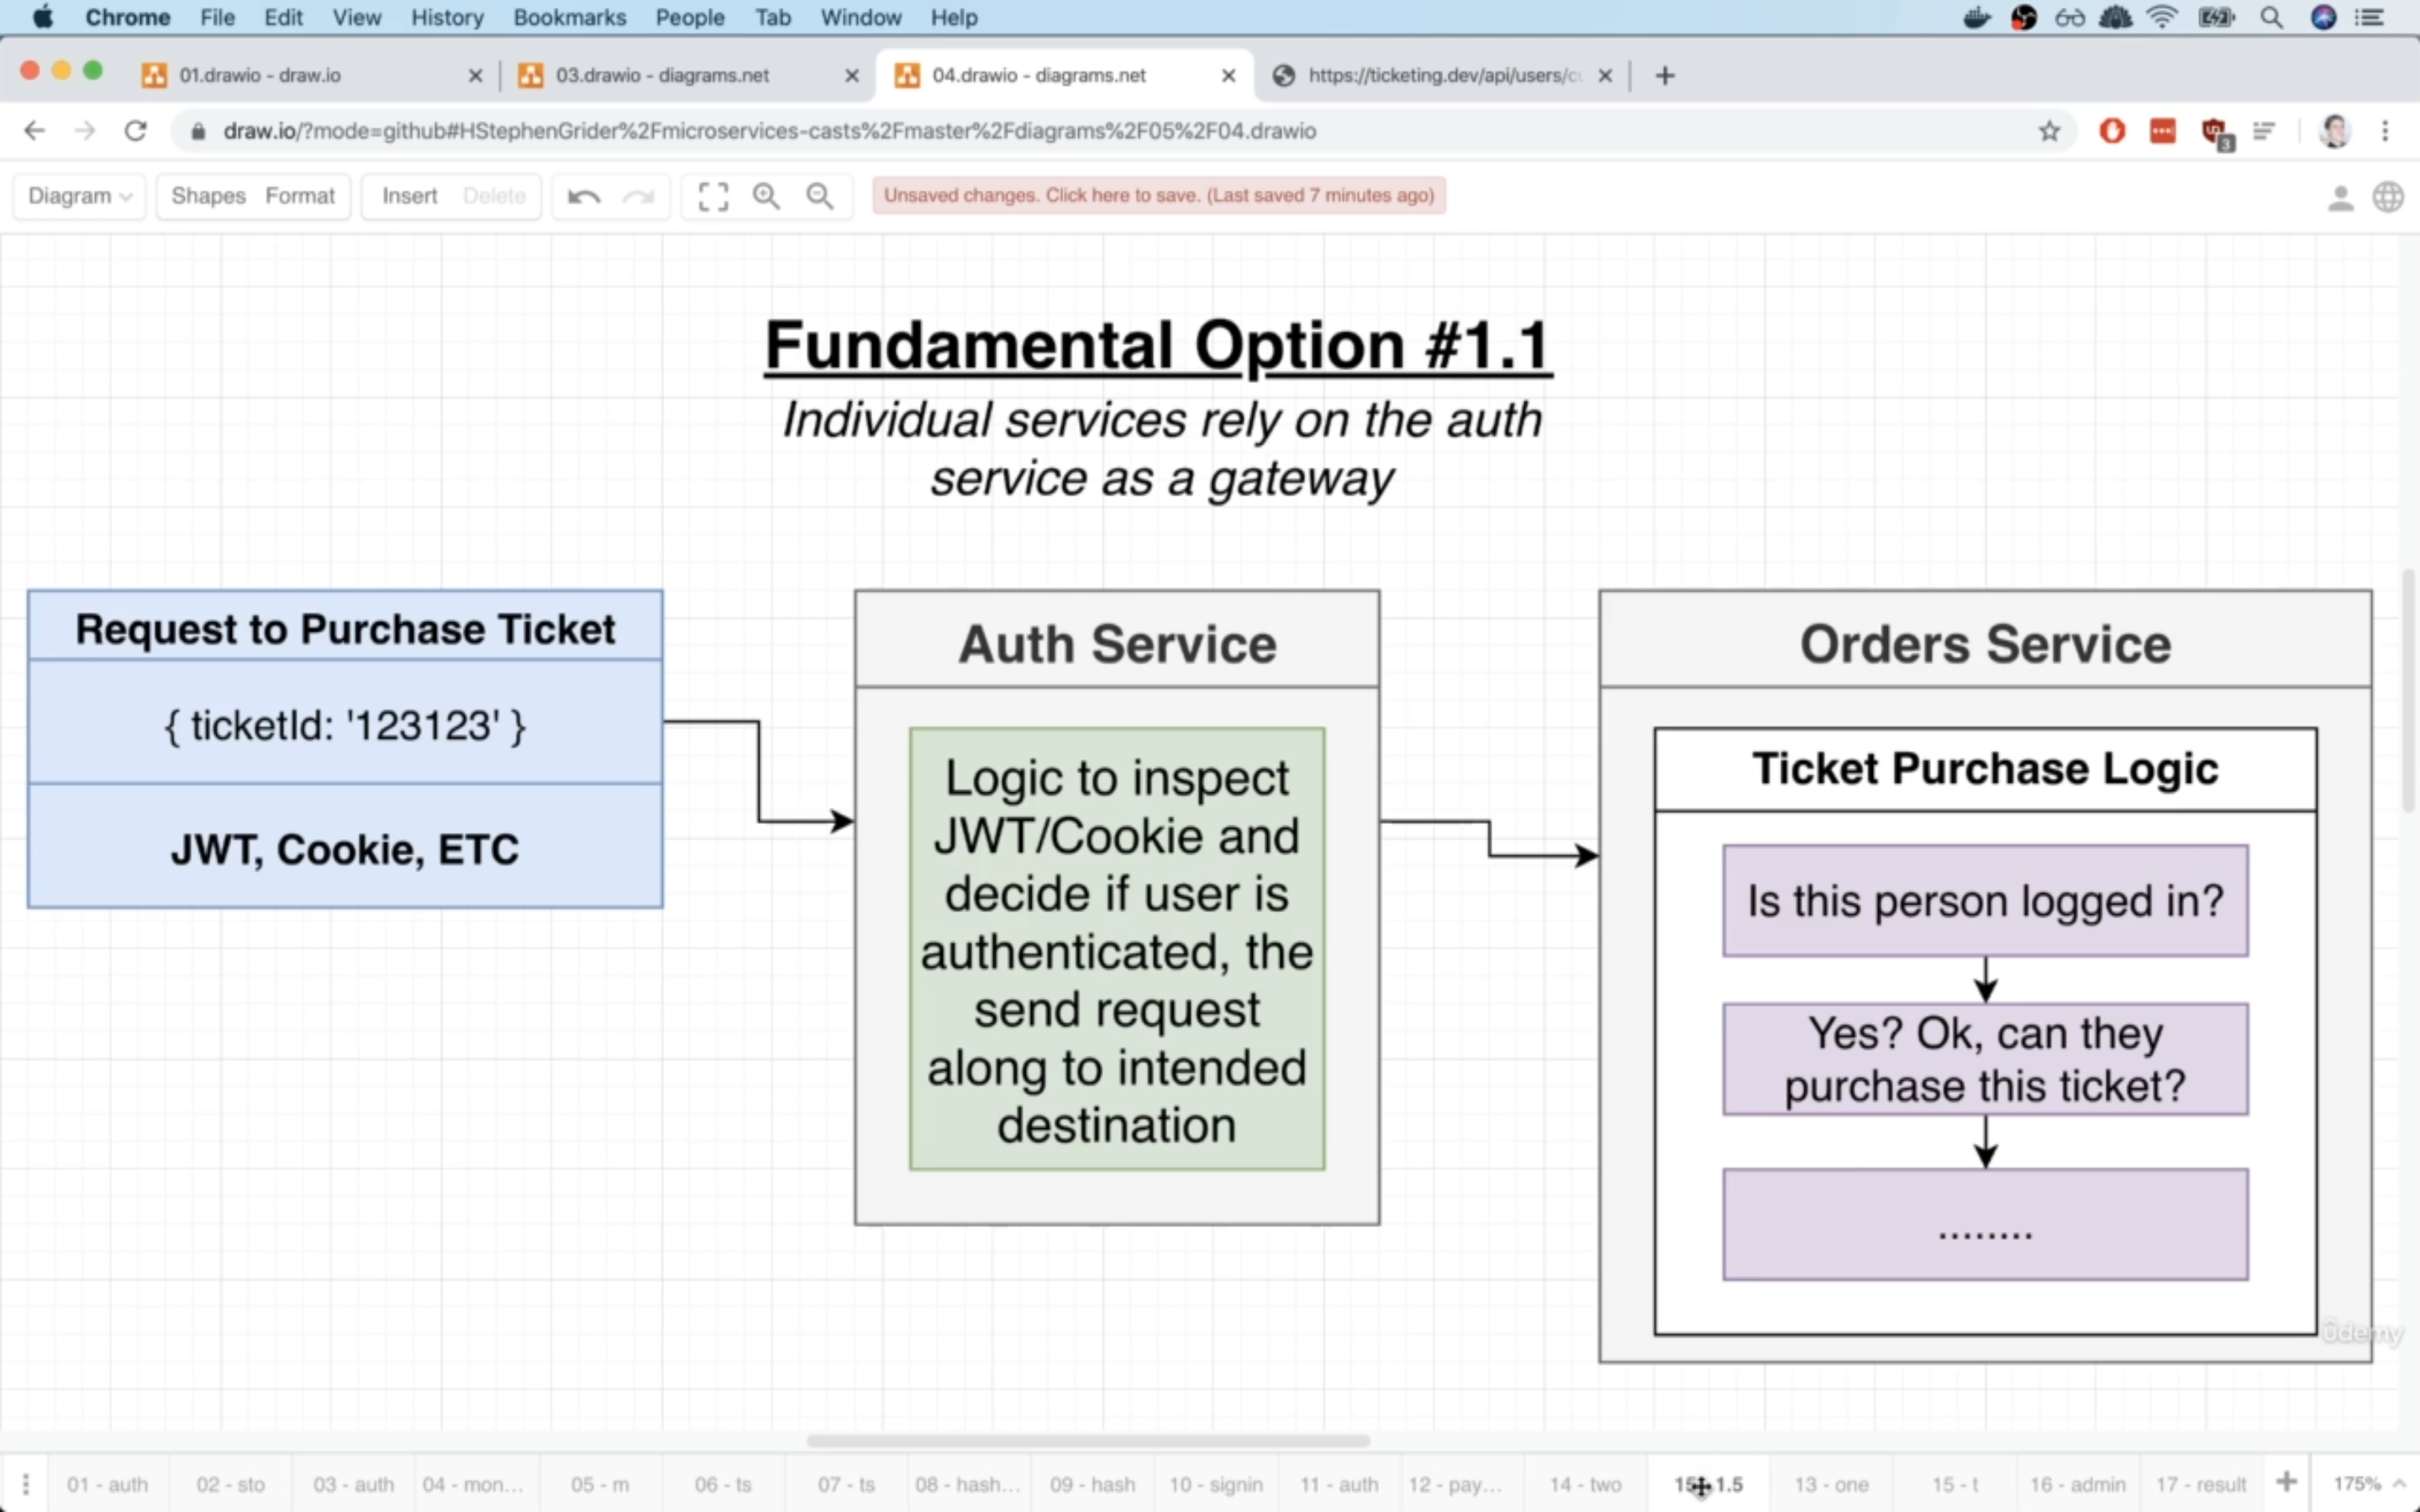 Chrome File Edit View History Bookmarks People Tab Window Help
01.drawio - draw.io
03.drawio - diagrams.net
04.drawio - diagrams.net
https://ticketing.dev/api/users/cu
draw.io/?mode=github#HStephenGrider%2Fmicroservices-casts%2Fmaster%2Fdiagrams%2F05%2F04.drawio
3
Diagram Shapes Format Insert Delete
Unsaved changes. Click here to save. (Last saved 7 minutes ago)
Fundamental Option #1.1
Individual services rely on the auth
service as a gateway
Request to Purchase Ticket
{ ticketId: '123123' }
JWT, Cookie, ETC
Auth Service
Logic to inspect
JWT/Cookie and
decide if user is
authenticated, the
send request
along to intended
destination
Orders Service
Ticket Purchase Logic
Is this person logged in?
Yes? Ok, can they
purchase this ticket?
........
ûdemy
01 - auth 02 - sto 03 - auth 04 - mon... 05 - m 06 - ts 07 - ts 08 - hash... 09 - hash 10 - signin 11 - auth 12 - pay... 14 - two 1.5 13 - one 15 - t 16 - admin 17 - result 175%